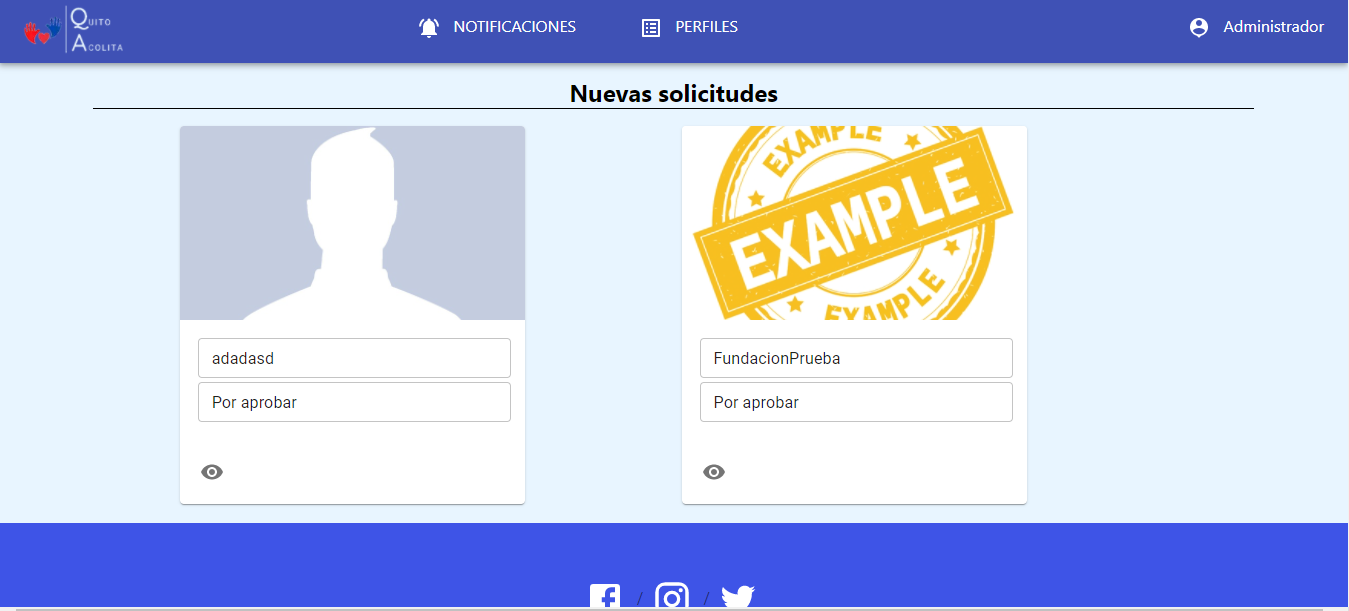 QUITO
ACOLITA
NOTIFICACIONES
PERFILES
Administrador
Nuevas solicitudes
EXAMPLE
EXAMPLE
EXAMPLE
adadasd
Por aprobar
FundacionPrueba
Por aprobar
/
/